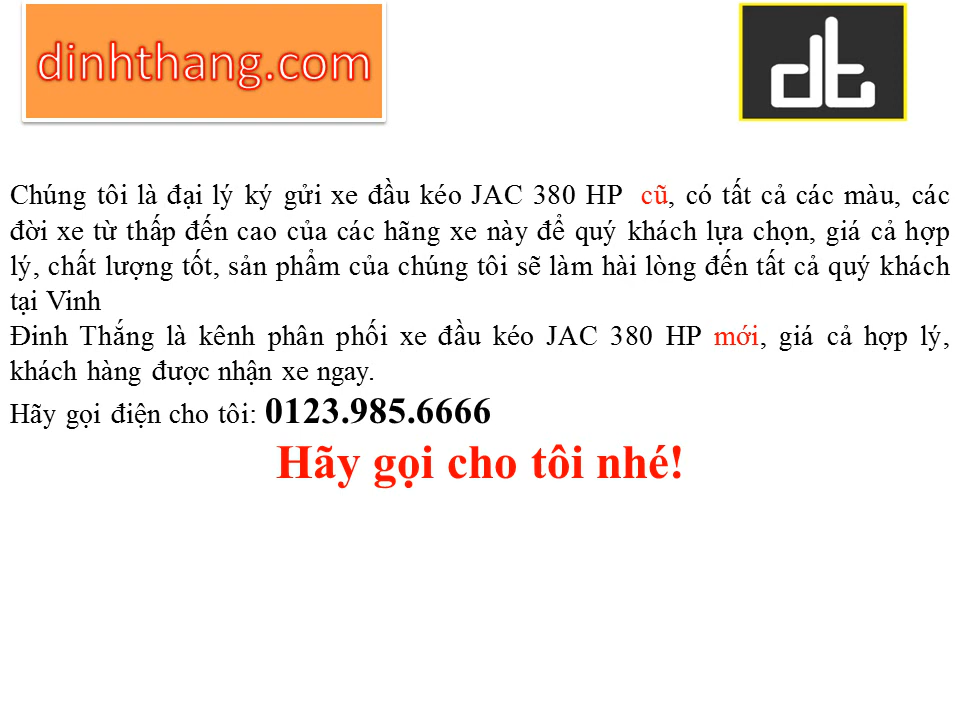 dinhthang.com
dt
Chúng tôi là đại lý ký gửi xe đầu kéo JAC 380 HP cũ, có tất cả các màu, các
đời xe từ thấp đến cao của các hãng xe này để quý khách lựa chọn, giá cả hợp
lý, chất lượng tốt, sản phẩm của chúng tôi sẽ làm hài lòng đến tất cả quý khách
tại Vinh
Đinh Thắng là kênh phân phối xe đầu kéo JAC 380 HP mới, giá cả hợp lý,
khách hàng được nhận xe ngay.
Hãy gọi điện cho tôi: 0123.985.6666
Hãy gọi cho tôi nhé!